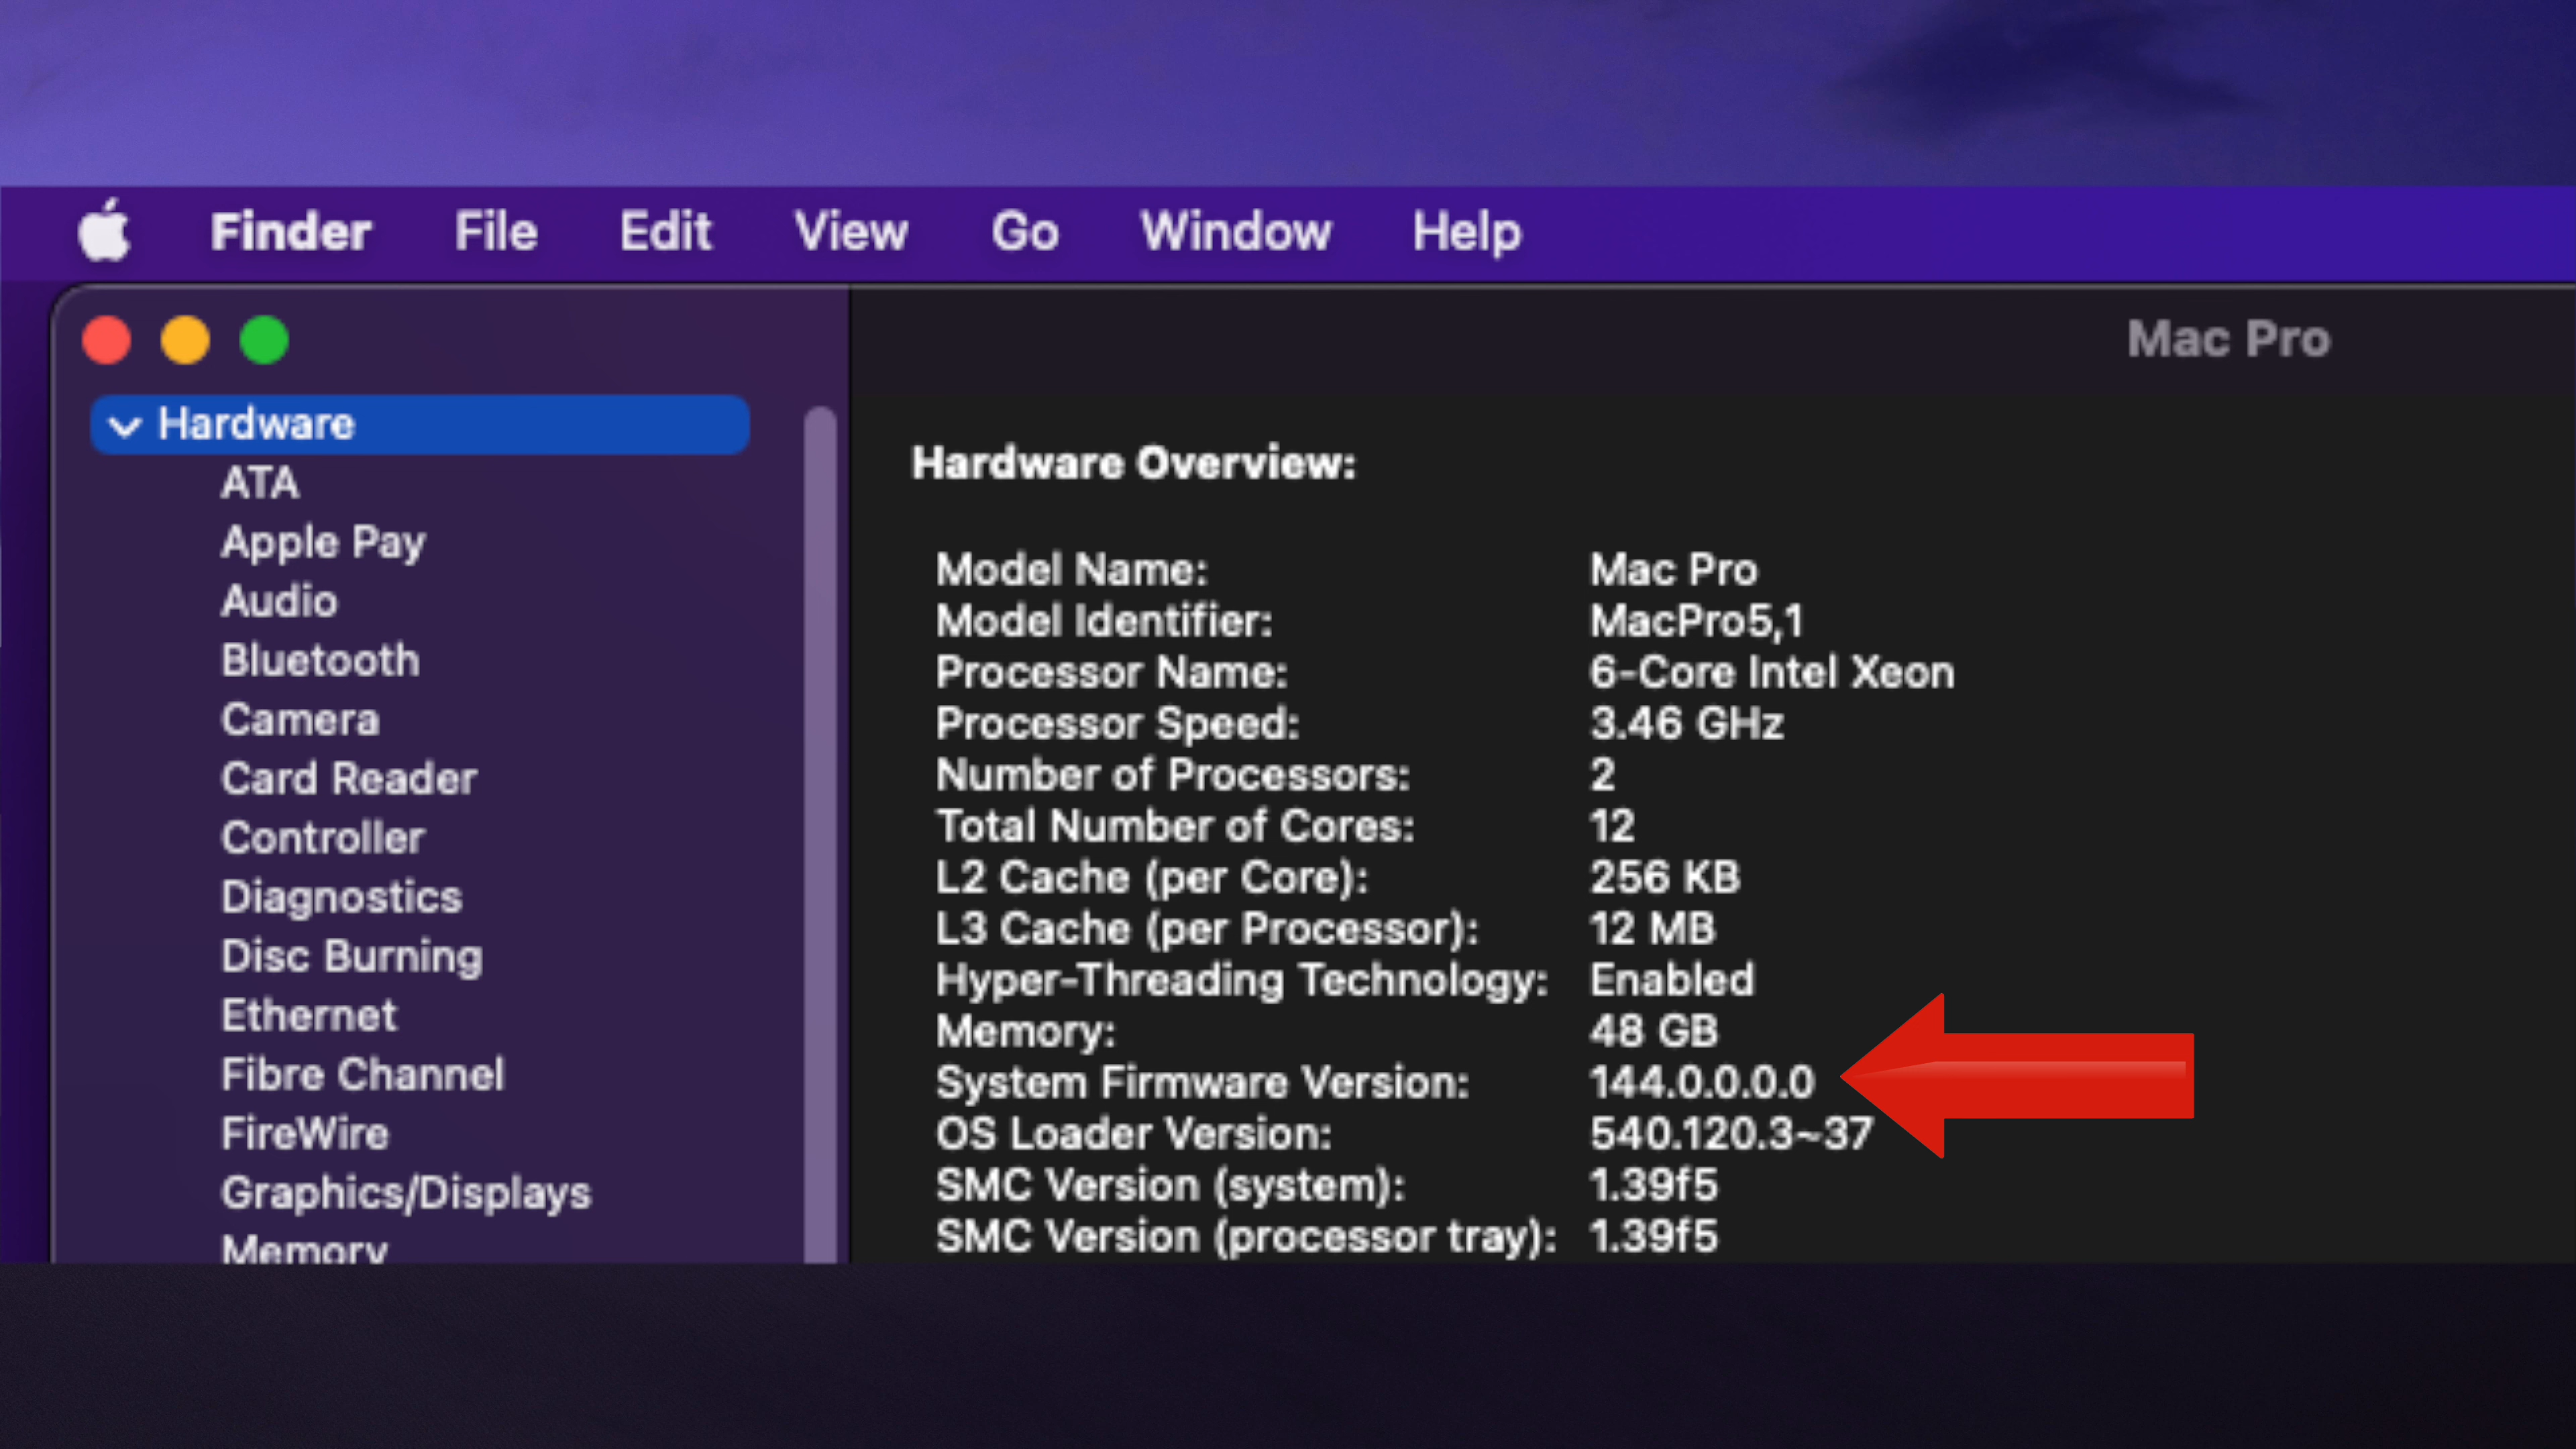 Finder File Edit View Go Window Help
Mac Pro
Hardware
ATA
Apple Pay
Audio
Bluetooth
Camera
Card Reader
Controller
Diagnostics
Disc Burning
Ethernet
Fibre Channel
FireWire
Graphics/Displays
Memory
Hardware Overview:
Model Name: Mac Pro
Model Identifier: MacPro5,1
Processor Name: 6-Core Intel Xeon
Processor Speed: 3.46 GHz
Number of Processors: 2
Total Number of Cores: 12
L2 Cache (per Core): 256 KB
L3 Cache (per Processor): 12 MB
Hyper-Threading Technology: Enabled
Memory: 48 GB
System Firmware Version: 144.0.0.0.0
OS Loader Version: 540.120.3~37
SMC Version (system): 1.39f5
SMC Version (processor tray): 1.39f5